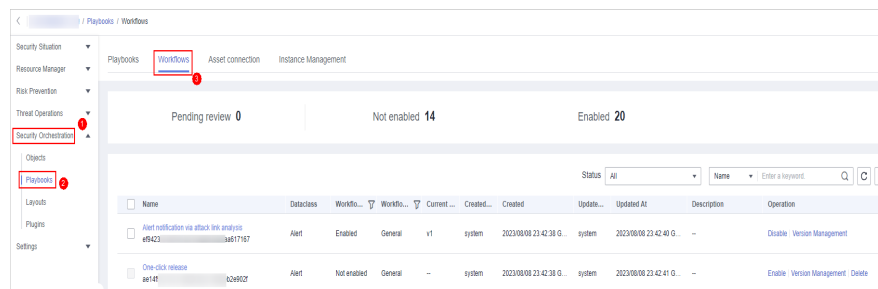 / Playbooks / Workflows
Security Situation
Resource Manager
Risk Prevention
Threat Operations
1
Security Orchestration
Objects
Playbooks 2
Layouts
Plugins
Settings
Playbooks Workflows Asset connection Instance Management
3
Pending review 0 Not enabled 14 Enabled 20
Status All Name Enter a keyword.
Name Dataclass Workflo... Workflo... Current ... Created... Created Update... Updated At Description Operation
Alert notification via attack link analysis
ef9423 aa617167
Alert Enabled General v1 system 2023/08/08 23:42:38 G... system 2023/08/08 23:42:40 G... -- Disable Version Management
One-click release
ae14f b2e902f
Alert Not enabled General -- system 2023/08/08 23:42:38 G... system 2023/08/08 23:42:41 G... -- Enable Version Management Delete